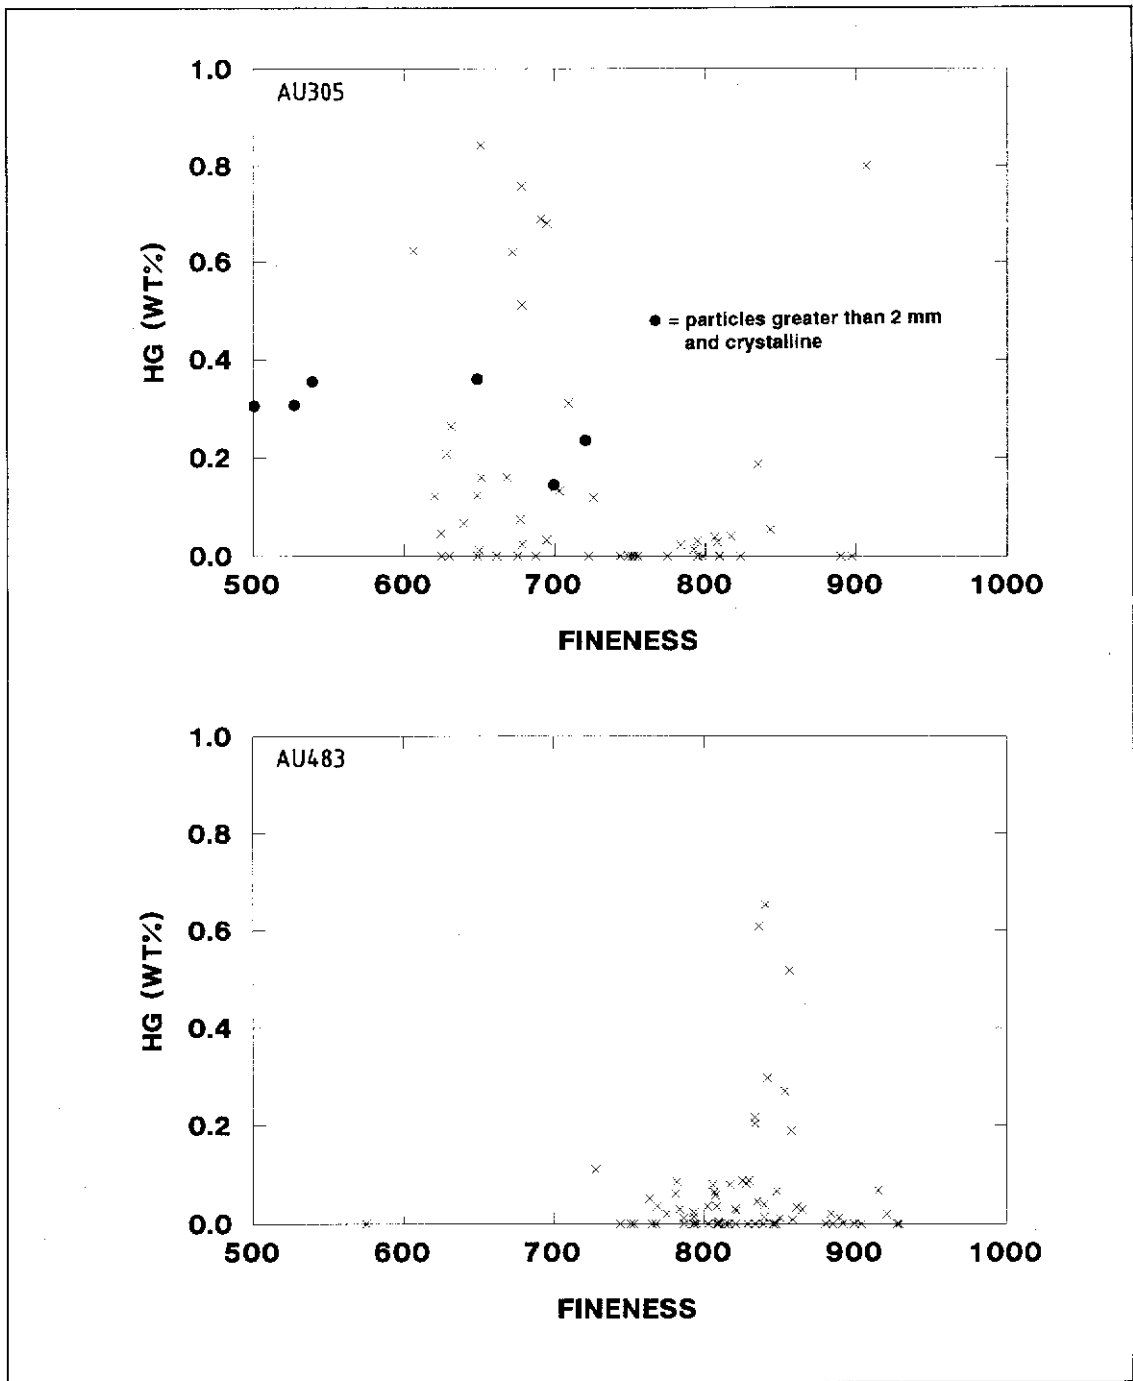 1.0
AU305
0.8
0.6
HG (WT%)
● = particles greater than 2 mm
and crystalline
0.4
0.2
0.0
500 600 700 800 900 1000
FINENESS
1.0
AU483
0.8
0.6
HG (WT%)
0.4
0.2
0.0
500 600 700 800 900 1000
FINENESS